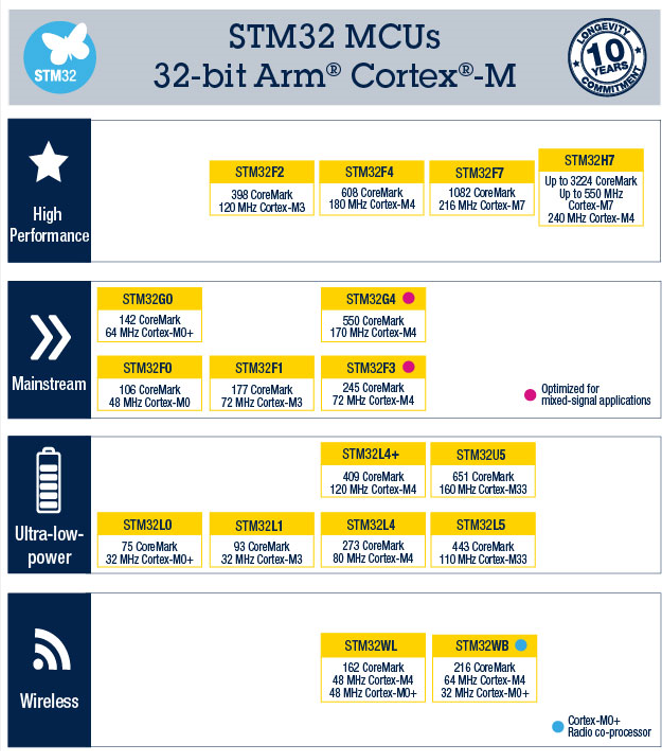 STM32
STM32 MCUs
32-bit Arm® Cortex®-M
LONGEVITY
10
YEARS
COMMITMENT
High
Performance
STM32F2
398 CoreMark
120 MHz Cortex-M3
STM32F4
608 CoreMark
180 MHz Cortex-M4
STM32F7
1082 CoreMark
216 MHz Cortex-M7
STM32H7
Up to 3224 CoreMark
Up to 550 MHz
Cortex-M7
240 MHz Cortex-M4
Mainstream
STM32G0
142 CoreMark
64 MHz Cortex-M0+
STM32G4
550 CoreMark
170 MHz Cortex-M4
STM32F0
106 CoreMark
48 MHz Cortex-M0
STM32F1
177 CoreMark
72 MHz Cortex-M3
STM32F3
245 CoreMark
72 MHz Cortex-M4
Optimized for
mixed-signal applications
Ultra-low-
power
STM32L4+
409 CoreMark
120 MHz Cortex-M4
STM32U5
651 CoreMark
160 MHz Cortex-M33
STM32L0
75 CoreMark
32 MHz Cortex-M0+
STM32L1
93 CoreMark
32 MHz Cortex-M3
STM32L4
273 CoreMark
80 MHz Cortex-M4
STM32L5
443 CoreMark
110 MHz Cortex-M33
Wireless
STM32WL
162 CoreMark
48 MHz Cortex-M4
48 MHz Cortex-M0+
STM32WB
216 CoreMark
64 MHz Cortex-M4
32 MHz Cortex-M0+
Cortex-M0+
Radio co-processor